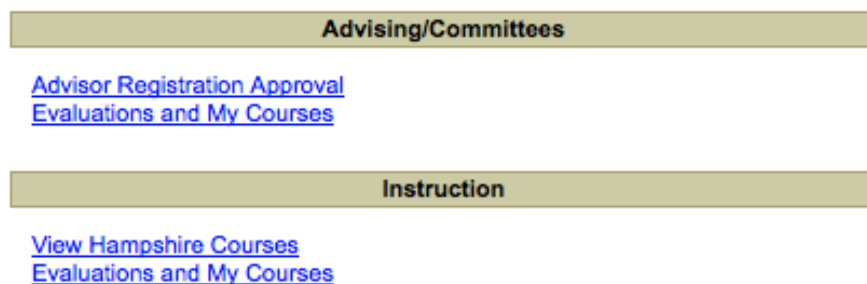 Advising/Committees
Advisor Registration Approval
Evaluations and My Courses
Instruction
View Hampshire Courses
Evaluations and My Courses